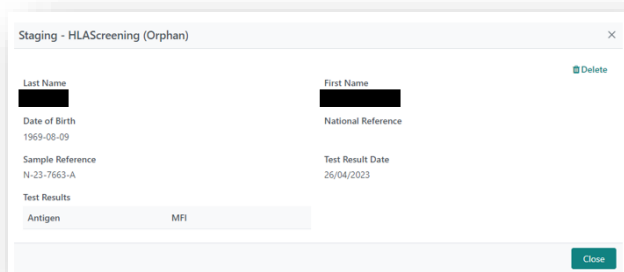 Staging - HLAScreening (Orphan)
Delete
Last Name
First Name
Date of Birth
National Reference
1969-08-09
Sample Reference
Test Result Date
N-23-7663-A
26/04/2023
Test Results
Antigen MFI
Close